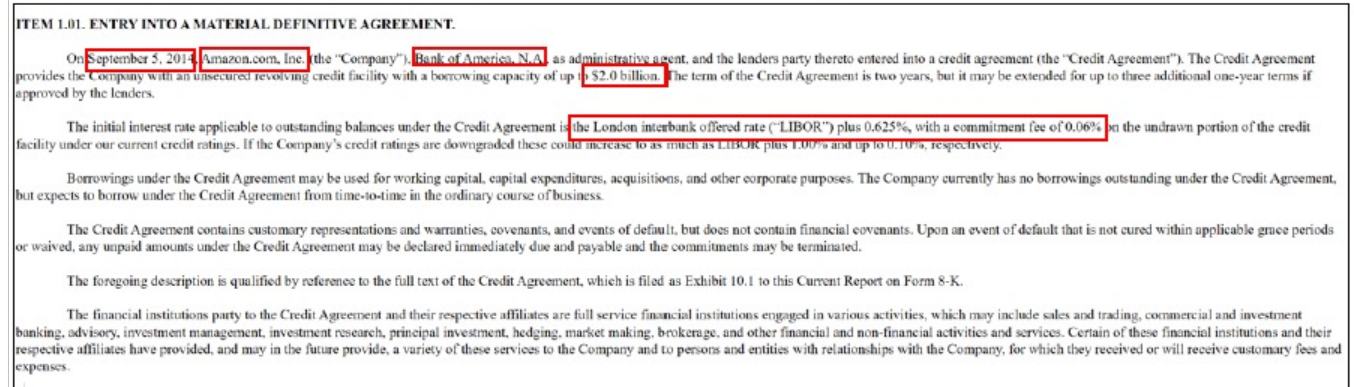 ITEM 1.01. ENTRY INTO A MATERIAL DEFINITIVE AGREEMENT.
On September 5, 2014, Amazon.com, Inc. (the “Company”), Bank of America, N.A., as administrative agent, and the lenders party thereto entered into a credit agreement (the “Credit Agreement”). The Credit Agreement
provides the Company with an unsecured revolving credit facility with a borrowing capacity of up to $2.0 billion. The term of the Credit Agreement is two years, but it may be extended for up to three additional one-year terms if
approved by the lenders.
The initial interest rate applicable to outstanding balances under the Credit Agreement is the London interbank offered rate (“LIBOR”) plus 0.625%, with a commitment fee of 0.06% on the undrawn portion of the credit
facility under our current credit ratings. If the Company’s credit ratings are downgraded these could increase to as much as LIBOR plus 1.00% and up to 0.10%, respectively.
Borrowings under the Credit Agreement may be used for working capital, capital expenditures, acquisitions, and other corporate purposes. The Company currently has no borrowings outstanding under the Credit Agreement,
but expects to borrow under the Credit Agreement from time-to-time in the ordinary course of business.
The Credit Agreement contains customary representations and warranties, covenants, and events of default, but does not contain financial covenants. Upon an event of default that is not cured within applicable grace periods
or waived, any unpaid amounts under the Credit Agreement may be declared immediately due and payable and the commitments may be terminated.
The foregoing description is qualified by reference to the full text of the Credit Agreement, which is filed as Exhibit 10.1 to this Current Report on Form 8-K.
The financial institutions party to the Credit Agreement and their respective affiliates are full service financial institutions engaged in various activities, which may include sales and trading, commercial and investment
banking, advisory, investment management, investment research, principal investment, hedging, market making, brokerage, and other financial and non-financial activities and services. Certain of these financial institutions and their
respective affiliates have provided, and may in the future provide, a variety of these services to the Company and to persons and entities with relationships with the Company, for which they received or will receive customary fees and
expenses.